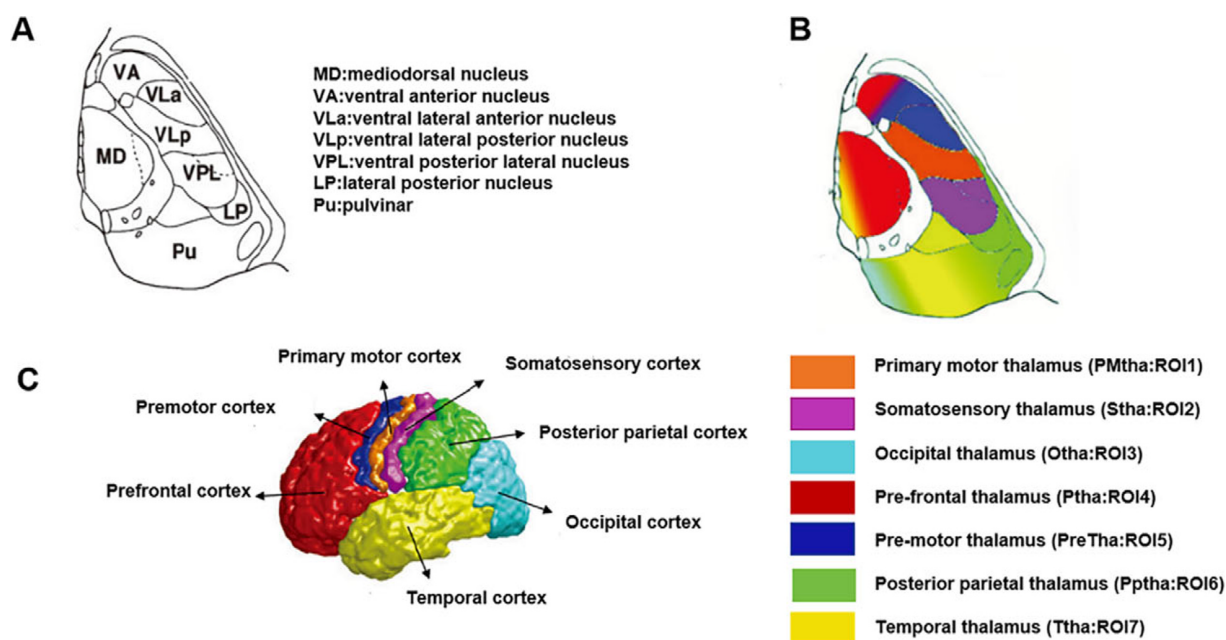 A
VA
VLa
VLp
MD
VPL
LP
Pu
MD:mediodorsal nucleus
VA:ventral anterior nucleus
VLa:ventral lateral anterior nucleus
VLp:ventral lateral posterior nucleus
VPL:ventral posterior lateral nucleus
LP:lateral posterior nucleus
Pu:pulvinar
B
C
Primary motor cortex
Somatosensory cortex
Premotor cortex
Posterior parietal cortex
Prefrontal cortex
Occipital cortex
Temporal cortex
Primary motor thalamus (PMtha:ROI1)
Somatosensory thalamus (Stha:ROI2)
Occipital thalamus (Otha:ROI3)
Pre-frontal thalamus (Ptha:ROI4)
Pre-motor thalamus (PreTha:ROI5)
Posterior parietal thalamus (Pptha:ROI6)
Temporal thalamus (Ttha:ROI7)